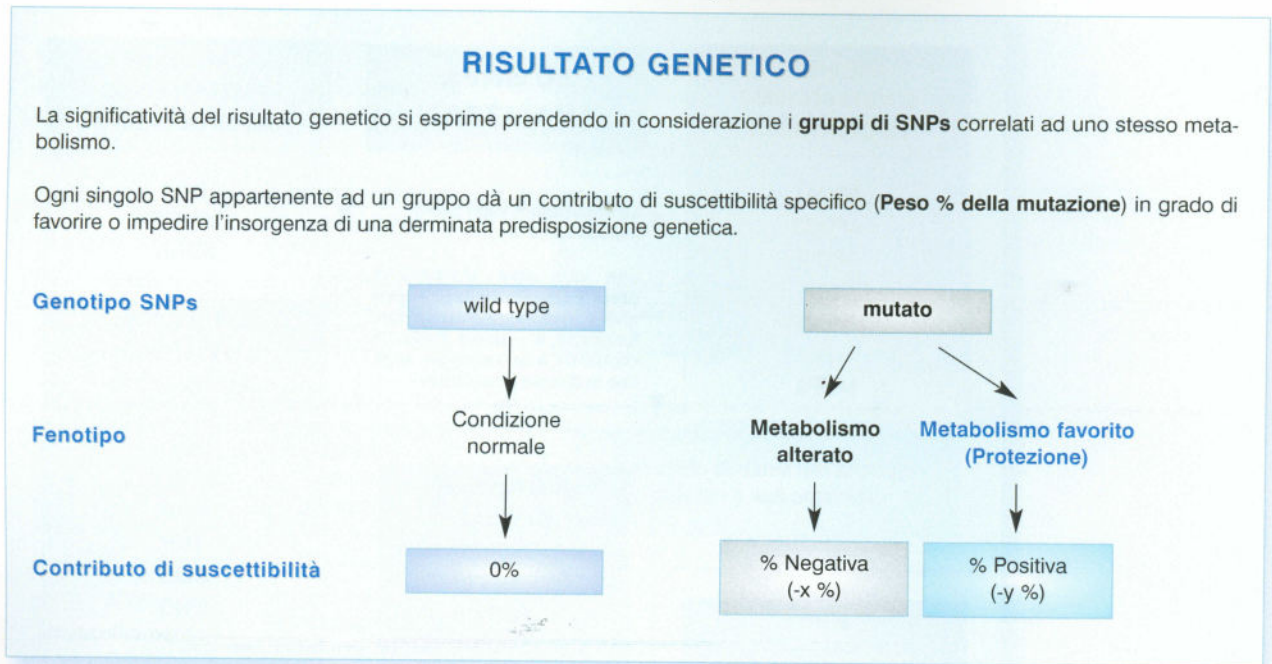 RISULTATO GENETICO
La significatività del risultato genetico si esprime prendendo in considerazione i gruppi di SNPs correlati ad uno stesso meta-
bolismo.
Ogni singolo SNP appartenente ad un gruppo dà un contributo di suscettibilità specifico (Peso % della mutazione) in grado di
favorire o impedire l'insorgenza di una derminata predisposizione genetica.
Genotipo SNPs
wild type
mutato
Fenotipo
Condizione
normale
Metabolismo
alterato
Metabolismo favorito
(Protezione)
Contributo di suscettibilità
0%
% Negativa
(-x %)
% Positiva
(-y %)